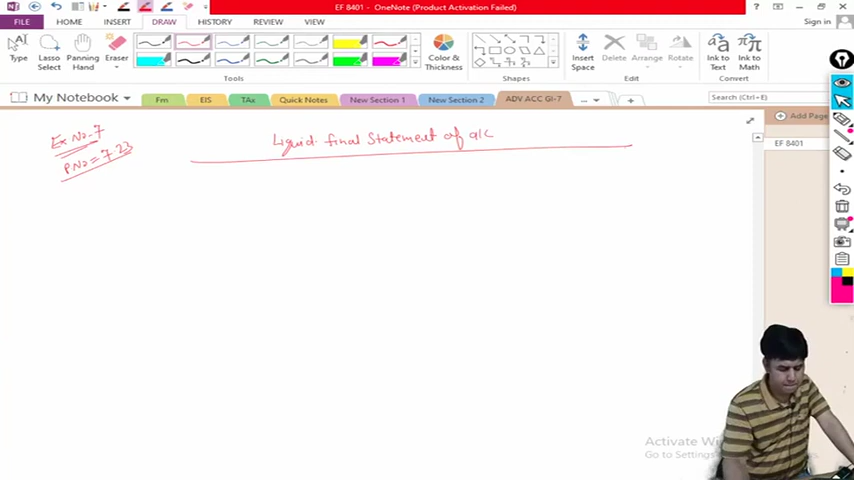 EF 8401 - OneNote (Product Activation Failed)
FILE HOME INSERT DRAW HISTORY REVIEW VIEW Sign in
Type Lasso Select Panning Hand Eraser Color & Thickness Insert Space Delete Arrange Rotate Ink to Text Ink to Math
Tools Shapes Edit Convert
My Notebook Fm EIS TAx Quick Notes New Section 1 New Section 2 ADV ACC GI-7 ... Search (Ctrl+E)
Add Page
EF 8401
Ex No-7
P.No = 7.23
Liquid. final Statement of a/c
Activate Wi
Go to Settings